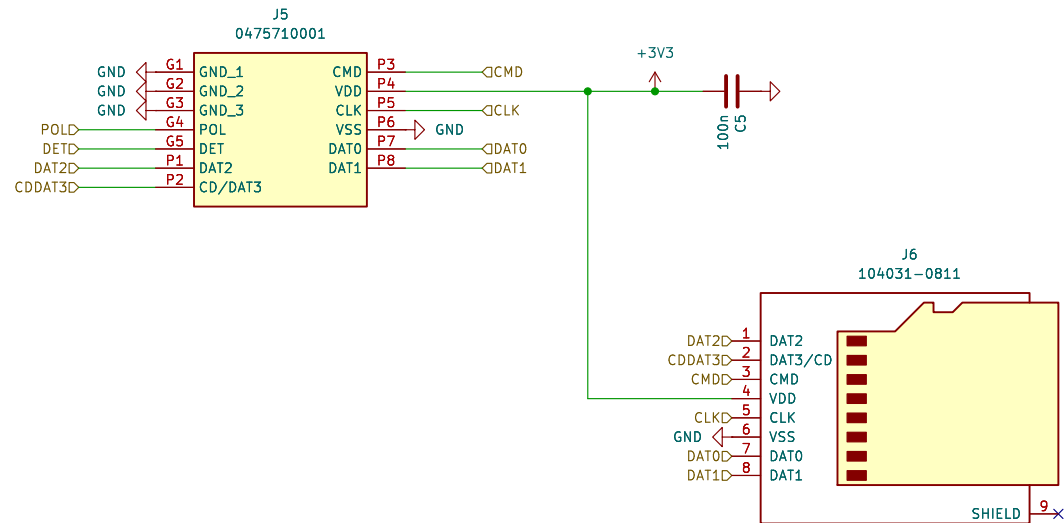 J5
0475710001
+3V3
GND G1 GND_1 CMD P3 CMD
GND G2 GND_2 VDD P4
GND G3 GND_3 CLK P5 CLK
POL G4 POL VSS P6 GND
DET G5 DET DAT0 P7 DAT0
DAT2 P1 DAT2 DAT1 P8 DAT1
CDDAT3 P2 CD/DAT3
100n
C5
J6
104031-0811
DAT2 1 DAT2
CDDAT3 2 DAT3/CD
CMD 3 CMD
4 VDD
CLK 5 CLK
GND 6 VSS
DAT0 7 DAT0
DAT1 8 DAT1
SHIELD 9